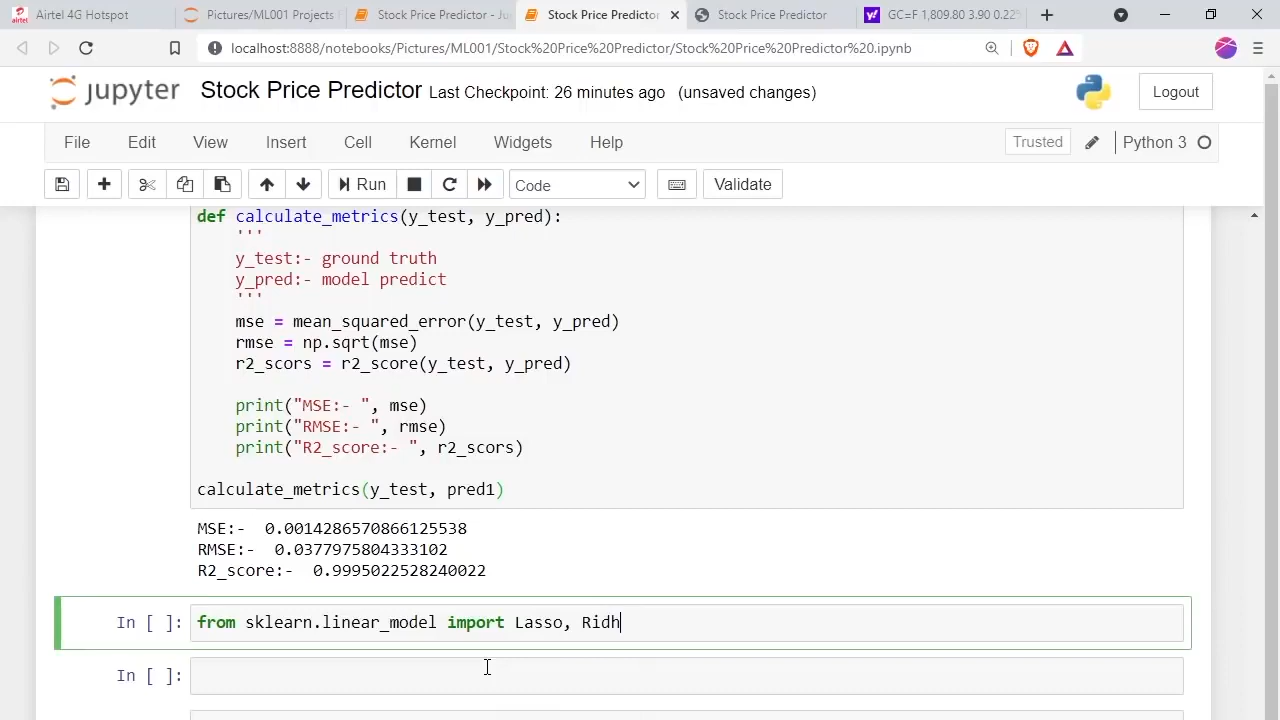 Airtel 4G Hotspot
Pictures/ML001 Projects
Stock Price Predictor - Ju
Stock Price Predictor
Stock Price Predictor
GC=F 1,809.80 3.90 0.22%
localhost:8888/notebooks/Pictures/ML001/Stock%20Price%20Predictor/Stock%20Price%20Predictor%20.ipynb
jupyter Stock Price Predictor Last Checkpoint: 26 minutes ago (unsaved changes) Logout
File Edit View Insert Cell Kernel Widgets Help Trusted Python 3
Run Code Validate
def calculate_metrics(y_test, y_pred):
'''
y_test:- ground truth
y_pred:- model predict
'''
mse = mean_squared_error(y_test, y_pred)
rmse = np.sqrt(mse)
r2_scors = r2_score(y_test, y_pred)
print("MSE:- ", mse)
print("RMSE:- ", rmse)
print("R2_score:- ", r2_scors)
calculate_metrics(y_test, pred1)
MSE:-  0.0014286570866125538
RMSE:-  0.0377975804333102
R2_score:-  0.9995022528240022
In [ ]: from sklearn.linear_model import Lasso, Ridh
In [ ]: